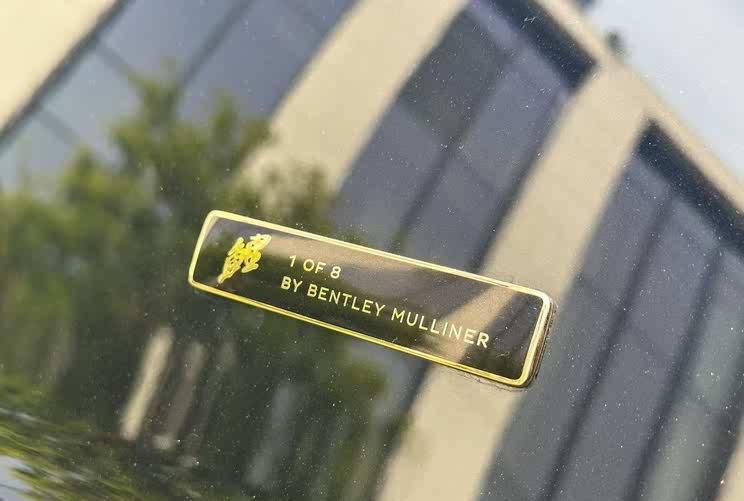 1 OF 8
BY BENTLEY MULLINER